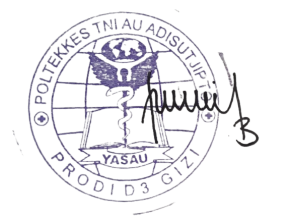 POLTEKKES TNI AU ADISUTJIPTO
YASAU
PRODI D3 GIZI
B